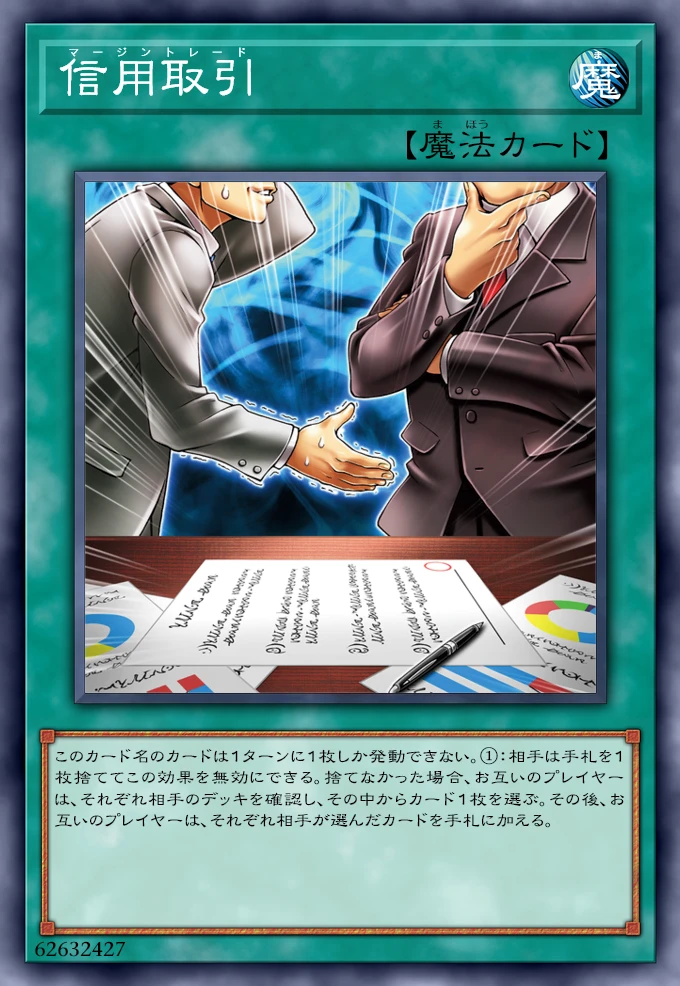 マージントレード
信用取引
ま
魔
ま ほう
【魔法カード】
このカード名のカードは1ターンに1枚しか発動できない。①：相手は手札を1
枚捨ててこの効果を無効にできる。捨てなかった場合、お互いのプレイヤー
は、それぞれ相手のデッキを確認し、その中からカード1枚を選ぶ。その後、お
互いのプレイヤーは、それぞれ相手が選んだカードを手札に加える。
62632427